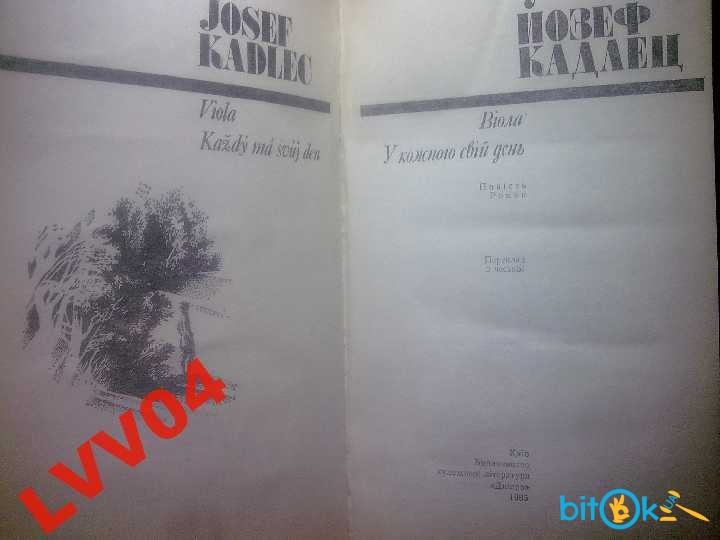 JOSEF
KADLEC
Viola
Každý má svůj den
ЙОЗЕФ
КАДЛЕЦ
Віола
У кожного свій день
Повість
Роман
Переклад
з чеської
Київ
Видавництво
художньої літератури
«Дніпро»
1985
LVV04
bitOk
UA